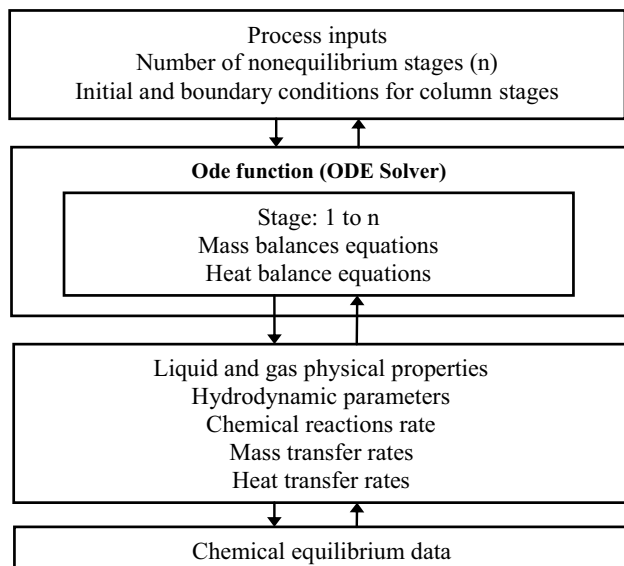 Process inputs
Number of nonequilibrium stages (n)
Initial and boundary conditions for column stages
Ode function (ODE Solver)
Stage: 1 to n
Mass balances equations
Heat balance equations
Liquid and gas physical properties
Hydrodynamic parameters
Chemical reactions rate
Mass transfer rates
Heat transfer rates
Chemical equilibrium data